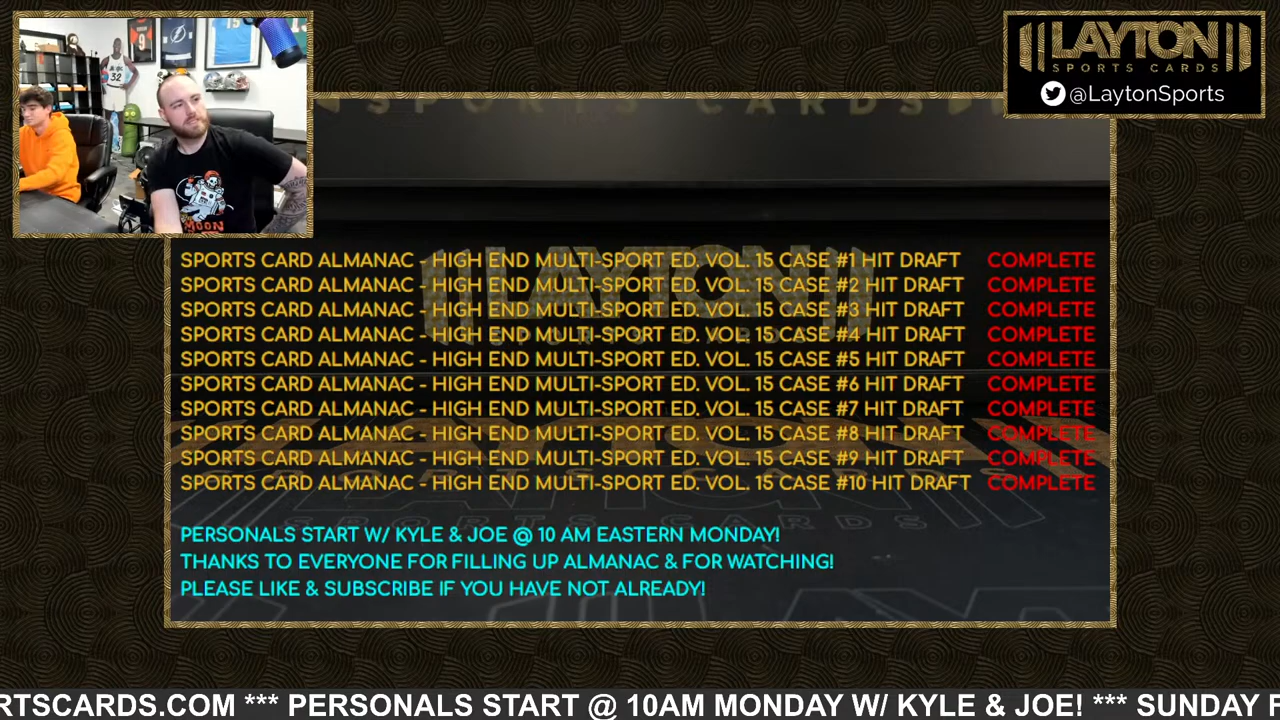 LAYTON
SPORTS CARDS
@LaytonSports
SPORTS CARDS
SPORTS CARD ALMANAC - HIGH END MULTI-SPORT ED. VOL. 15 CASE #1 HIT DRAFT COMPLETE
SPORTS CARD ALMANAC - HIGH END MULTI-SPORT ED. VOL. 15 CASE #2 HIT DRAFT COMPLETE
SPORTS CARD ALMANAC - HIGH END MULTI-SPORT ED. VOL. 15 CASE #3 HIT DRAFT COMPLETE
SPORTS CARD ALMANAC - HIGH END MULTI-SPORT ED. VOL. 15 CASE #4 HIT DRAFT COMPLETE
SPORTS CARD ALMANAC - HIGH END MULTI-SPORT ED. VOL. 15 CASE #5 HIT DRAFT COMPLETE
SPORTS CARD ALMANAC - HIGH END MULTI-SPORT ED. VOL. 15 CASE #6 HIT DRAFT COMPLETE
SPORTS CARD ALMANAC - HIGH END MULTI-SPORT ED. VOL. 15 CASE #7 HIT DRAFT COMPLETE
SPORTS CARD ALMANAC - HIGH END MULTI-SPORT ED. VOL. 15 CASE #8 HIT DRAFT COMPLETE
SPORTS CARD ALMANAC - HIGH END MULTI-SPORT ED. VOL. 15 CASE #9 HIT DRAFT COMPLETE
SPORTS CARD ALMANAC - HIGH END MULTI-SPORT ED. VOL. 15 CASE #10 HIT DRAFT COMPLETE
PERSONALS START W/ KYLE & JOE @ 10 AM EASTERN MONDAY!
THANKS TO EVERYONE FOR FILLING UP ALMANAC & FOR WATCHING!
PLEASE LIKE & SUBSCRIBE IF YOU HAVE NOT ALREADY!
RTSCARDS.COM *** PERSONALS START @ 10AM MONDAY W/ KYLE & JOE! *** SUNDAY
MOON
9
32
15